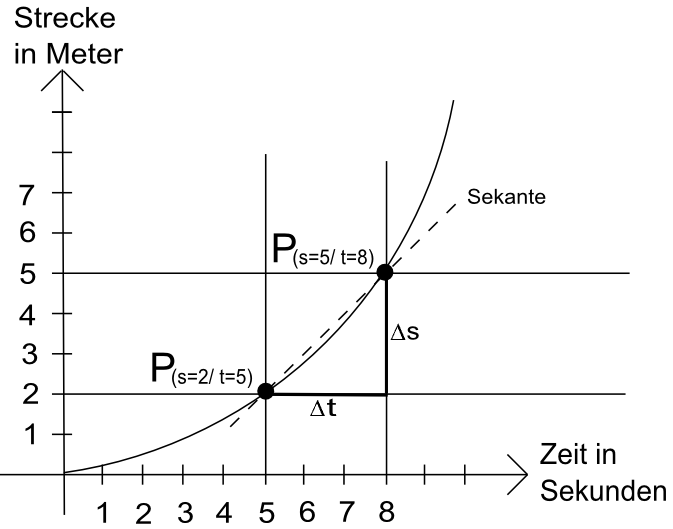 Strecke
in Meter
7
6
5
4
3
2
1
Sekante
P(s=5/ t=8)
Δs
P(s=2/ t=5)
Δt
Zeit in
Sekunden
1 2 3 4 5 6 7 8